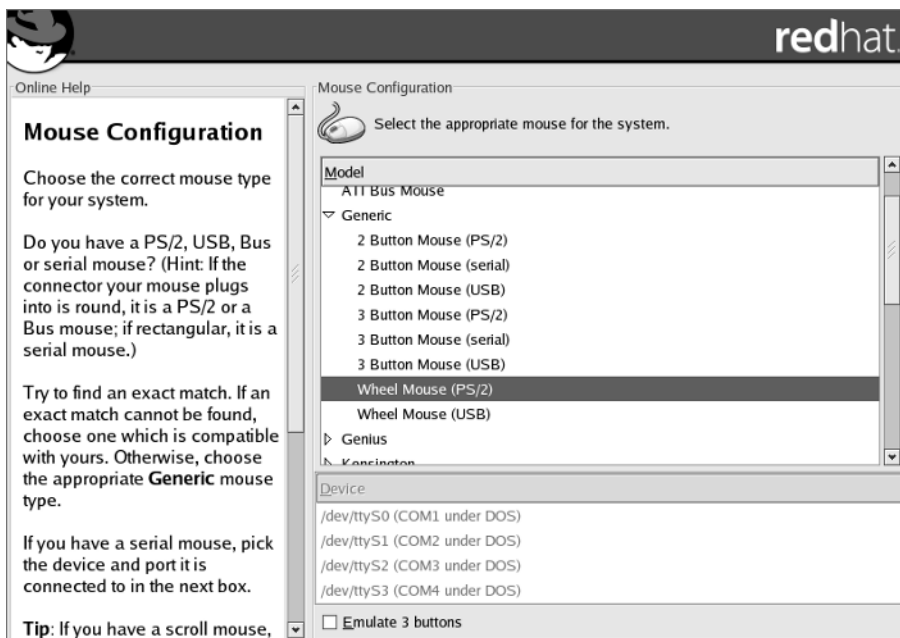 redhat.
Online Help
Mouse Configuration
Choose the correct mouse type
for your system.
Do you have a PS/2, USB, Bus
or serial mouse? (Hint: If the
connector your mouse plugs
into is round, it is a PS/2 or a
Bus mouse; if rectangular, it is a
serial mouse.)
Try to find an exact match. If an
exact match cannot be found,
choose one which is compatible
with yours. Otherwise, choose
the appropriate Generic mouse
type.
If you have a serial mouse, pick
the device and port it is
connected to in the next box.
Tip: If you have a scroll mouse,
Mouse Configuration
Select the appropriate mouse for the system.
Model
ATI Bus Mouse
Generic
2 Button Mouse (PS/2)
2 Button Mouse (serial)
2 Button Mouse (USB)
3 Button Mouse (PS/2)
3 Button Mouse (serial)
3 Button Mouse (USB)
Wheel Mouse (PS/2)
Wheel Mouse (USB)
Genius
Kensington
Device
/dev/ttyS0 (COM1 under DOS)
/dev/ttyS1 (COM2 under DOS)
/dev/ttyS2 (COM3 under DOS)
/dev/ttyS3 (COM4 under DOS)
Emulate 3 buttons